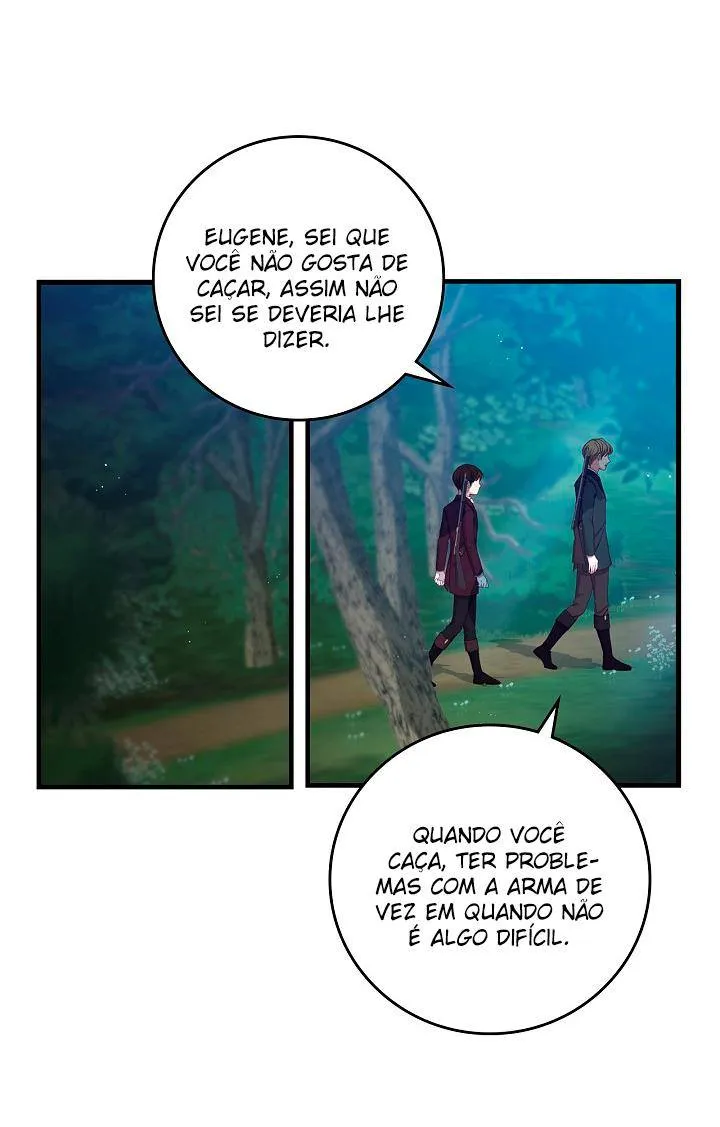 EUGENE, SEI QUE
VOCÊ NÃO GOSTA DE
CAÇAR, ASSIM NÃO
SEI SE DEVERIA LHE
DIZER.
QUANDO VOCÊ
CAÇA, TER PROBLE-
MAS COM A ARMA DE
VEZ EM QUANDO NÃO
É ALGO DIFÍCIL.